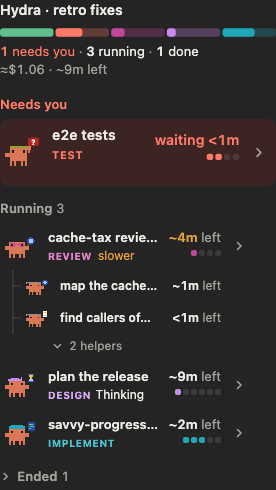 Hydra · retro fixes
1 needs you · 3 running · 1 done
≈$1.06 · ~9m left
Needs you
e2e tests
waiting <1m
TEST
Running 3
cache-tax revie...
~4m left
REVIEW slower
map the cache...
~1m left
find callers of...
<1m left
2 helpers
plan the release
~9m left
DESIGN Thinking
savvy-progress...
~2m left
IMPLEMENT
Ended 1